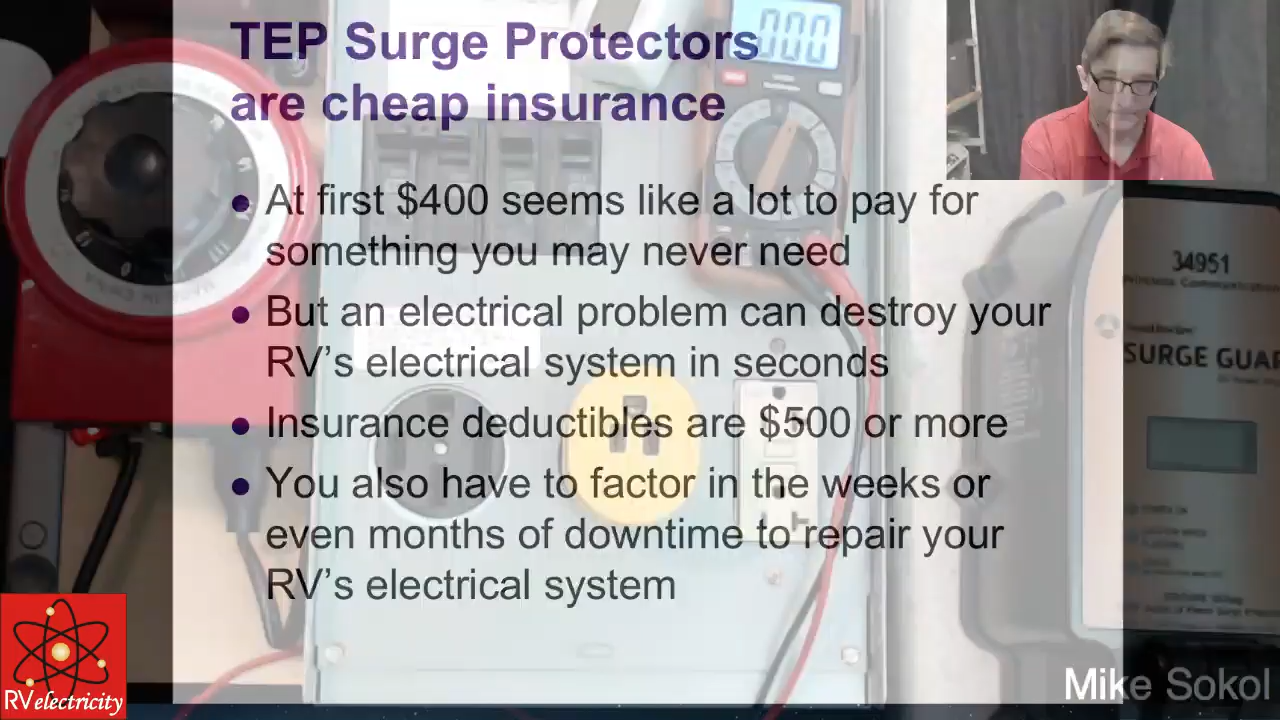 TEP Surge Protectors
are cheap insurance
000
At first $400 seems like a lot to pay for
something you may never need
But an electrical problem can destroy your
RV's electrical system in seconds
Insurance deductibles are $500 or more
You also have to factor in the weeks or
even months of downtime to repair your
RV's electrical system
34951
SURGE GUA
RVelectricity
Mike Sokol